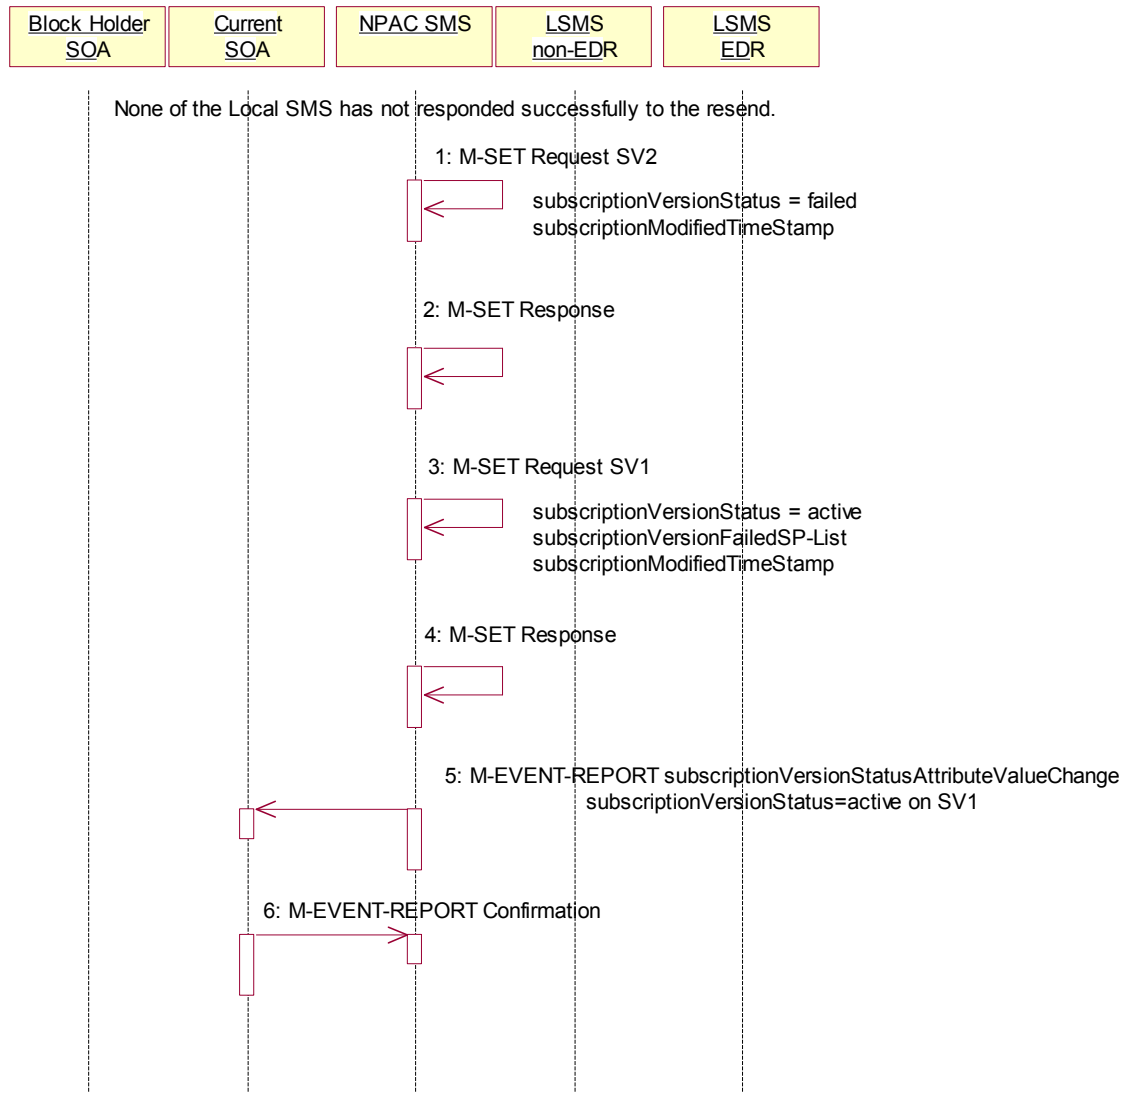 Block Holder
SOA
Current
SOA
NPAC SMS
LSMS
non-EDR
LSMS
EDR
None of the Local SMS has not responded successfully to the resend.
1: M-SET Request SV2
subscriptionVersionStatus = failed
subscriptionModifiedTimeStamp
2: M-SET Response
3: M-SET Request SV1
subscriptionVersionStatus = active
subscriptionVersionFailedSP-List
subscriptionModifiedTimeStamp
4: M-SET Response
5: M-EVENT-REPORT subscriptionVersionStatusAttributeValueChange
subscriptionVersionStatus=active on SV1
6: M-EVENT-REPORT Confirmation